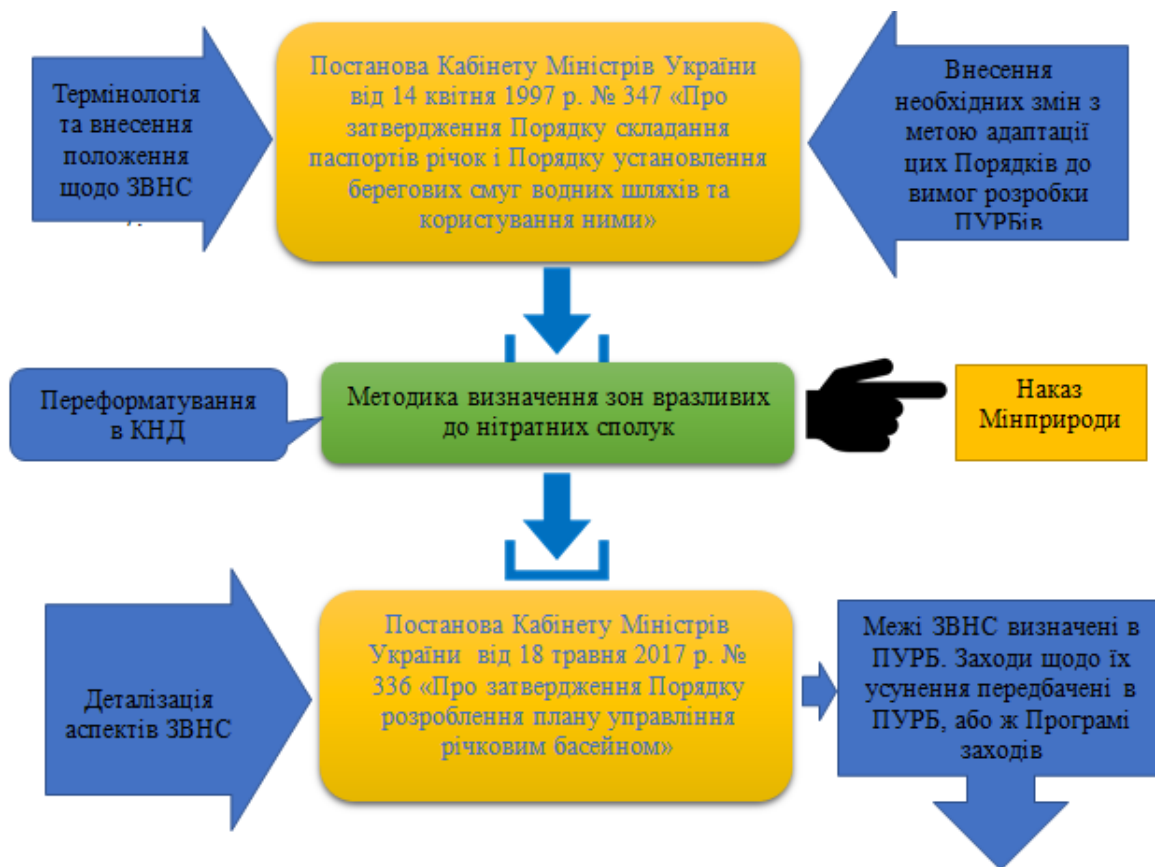 Термінологія
та внесення
положення
щодо ЗВНС
Постанова Кабінету Міністрів України
від 14 квітня 1997 р. № 347 «Про
затвердження Порядку складання
паспортів річок і Порядку установлення
берегових смуг водних шляхів та
користування ними»
Внесення
необхідних змін з
метою адаптації
цих Порядків до
вимог розробки
ПУРБів
Переформатування
в КНД
Методика визначення зон вразливих
до нітратних сполук
Наказ
Мінприроди
Деталізація
аспектів ЗВНС
Постанова Кабінету Міністрів
України від 18 травня 2017 р. №
336 «Про затвердження Порядку
розроблення плану управління
річковим басейном»
Межі ЗВНС визначені в
ПУРБ. Заходи щодо їх
усунення передбачені в
ПУРБ, або ж Програмі
заходів